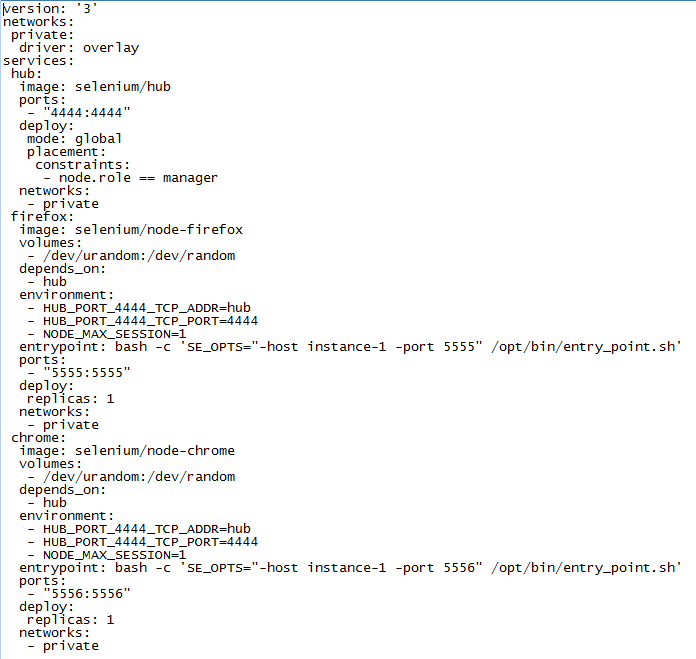 version: '3'
networks:
 private:
  driver: overlay
services:
 hub:
  image: selenium/hub
  ports:
   - "4444:4444"
  deploy:
   mode: global
   placement:
    constraints:
     - node.role == manager
  networks:
   - private
 firefox:
  image: selenium/node-firefox
  volumes:
   - /dev/urandom:/dev/random
  depends_on:
   - hub
  environment:
   - HUB_PORT_4444_TCP_ADDR=hub
   - HUB_PORT_4444_TCP_PORT=4444
   - NODE_MAX_SESSION=1
  entrypoint: bash -c 'SE_OPTS="-host instance-1 -port 5555" /opt/bin/entry_point.sh'
  ports:
   - "5555:5555"
  deploy:
   replicas: 1
  networks:
   - private
 chrome:
  image: selenium/node-chrome
  volumes:
   - /dev/urandom:/dev/random
  depends_on:
   - hub
  environment:
   - HUB_PORT_4444_TCP_ADDR=hub
   - HUB_PORT_4444_TCP_PORT=4444
   - NODE_MAX_SESSION=1
  entrypoint: bash -c 'SE_OPTS="-host instance-1 -port 5556" /opt/bin/entry_point.sh'
  ports:
   - "5556:5556"
  deploy:
   replicas: 1
  networks:
   - private